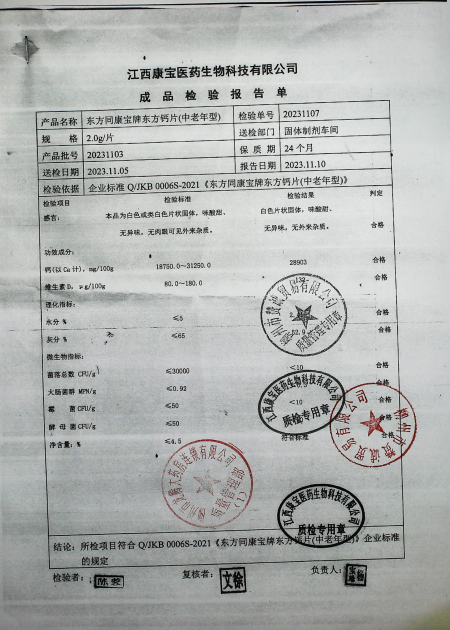 江西康宝医药生物科技有限公司
成品检验报告单
产品名称 东方同康宝牌东方钙片(中老年型) 检验单号 20231107
规格 2.0g/片 送检部门 固体制剂车间
产品批号 20231103 保质期 24个月
送检日期 2023.11.05 报告日期 2023.11.10
检验依据 企业标准 Q/JKB 0006S-2021《东方同康宝牌东方钙片(中老年型)》
检验项目 检验标准 检验结果 判定
感官: 本品为白色或类白色片状固体，味酸甜、 白色片状固体，味酸甜、
无异味。无肉眼可见外来杂质。 无异味。无外来杂质。 合格
功效成分:
钙(以 Ca 计), mg/100g 18750.0~31250.0 28903 合格
维生素 D, μg/100g 80.0~180.0 合格
理化指标:
水分 % ≤5 合格
灰分 % ≤65 合格
微生物指标:
菌落总数 CFU/g ≤30000 <10 合格
大肠菌群 MPN/g ≤0.92 合格
霉菌 CFU/g ≤50 <10 合格
酵母菌 CFU/g ≤50 合格
净含量: % ≤4.5 符合标准
质量管理专用章
江西康宝医药生物科技有限公司
质检专用章
江西康宝医药生物科技有限公司
质检专用章
结论: 所检项目符合 Q/JKB 0006S-2021《东方同康宝牌东方钙片(中老年型)》企业标准
的规定
检验者: 复核者: 文徐 负责人: